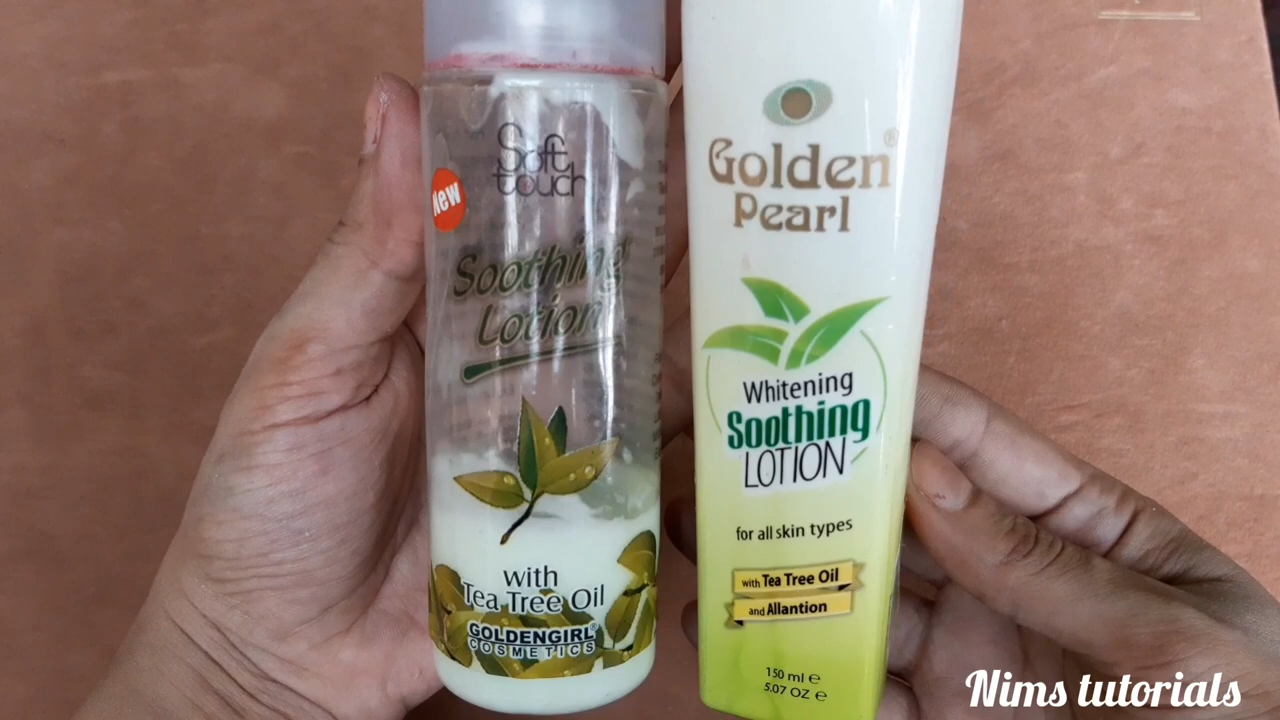 Soft
touch
New
Soothing
Lotion
with
Tea Tree Oil
GOLDENGIRL®
COSMETICS
Golden®
Pearl
Whitening
Soothing
LOTION
for all skin types
with Tea Tree Oil
and Allantion
150 ml e
5.07 OZ e
Nims tutorials